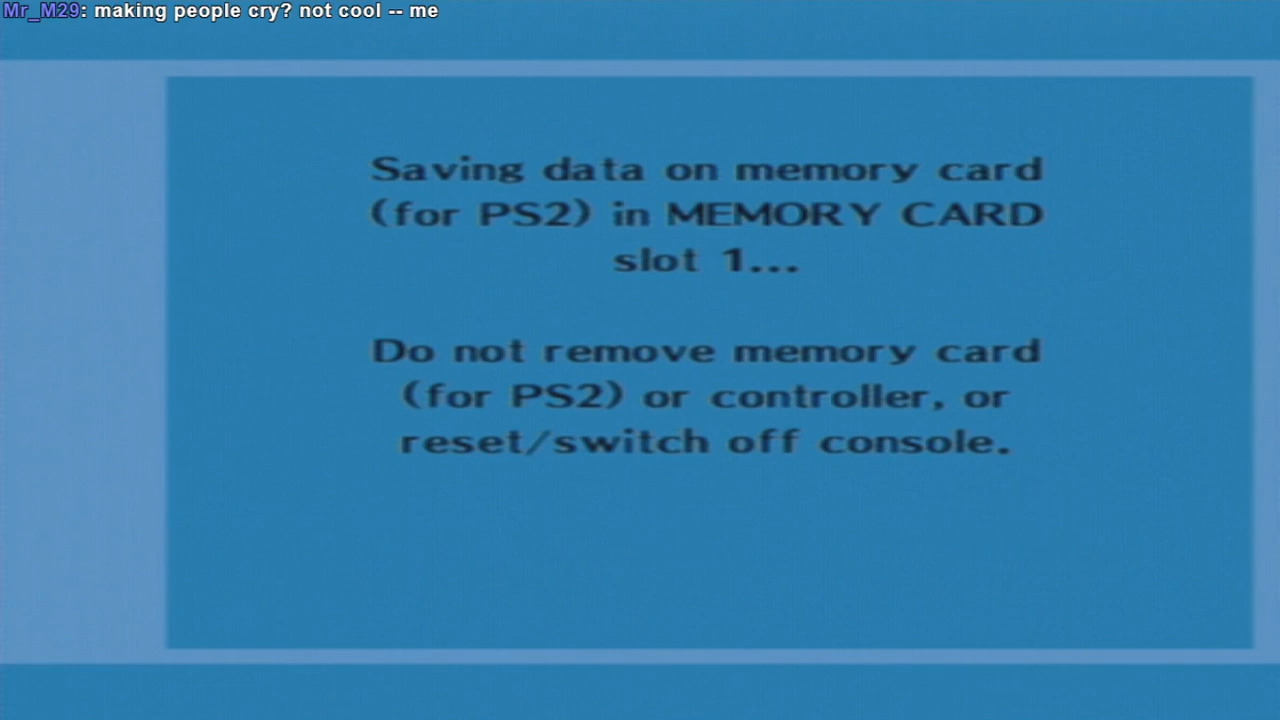 Mr_M29: making people cry? not cool -- me
Saving data on memory card
(for PS2) in MEMORY CARD
slot 1...
Do not remove memory card
(for PS2) or controller, or
reset/switch off console.